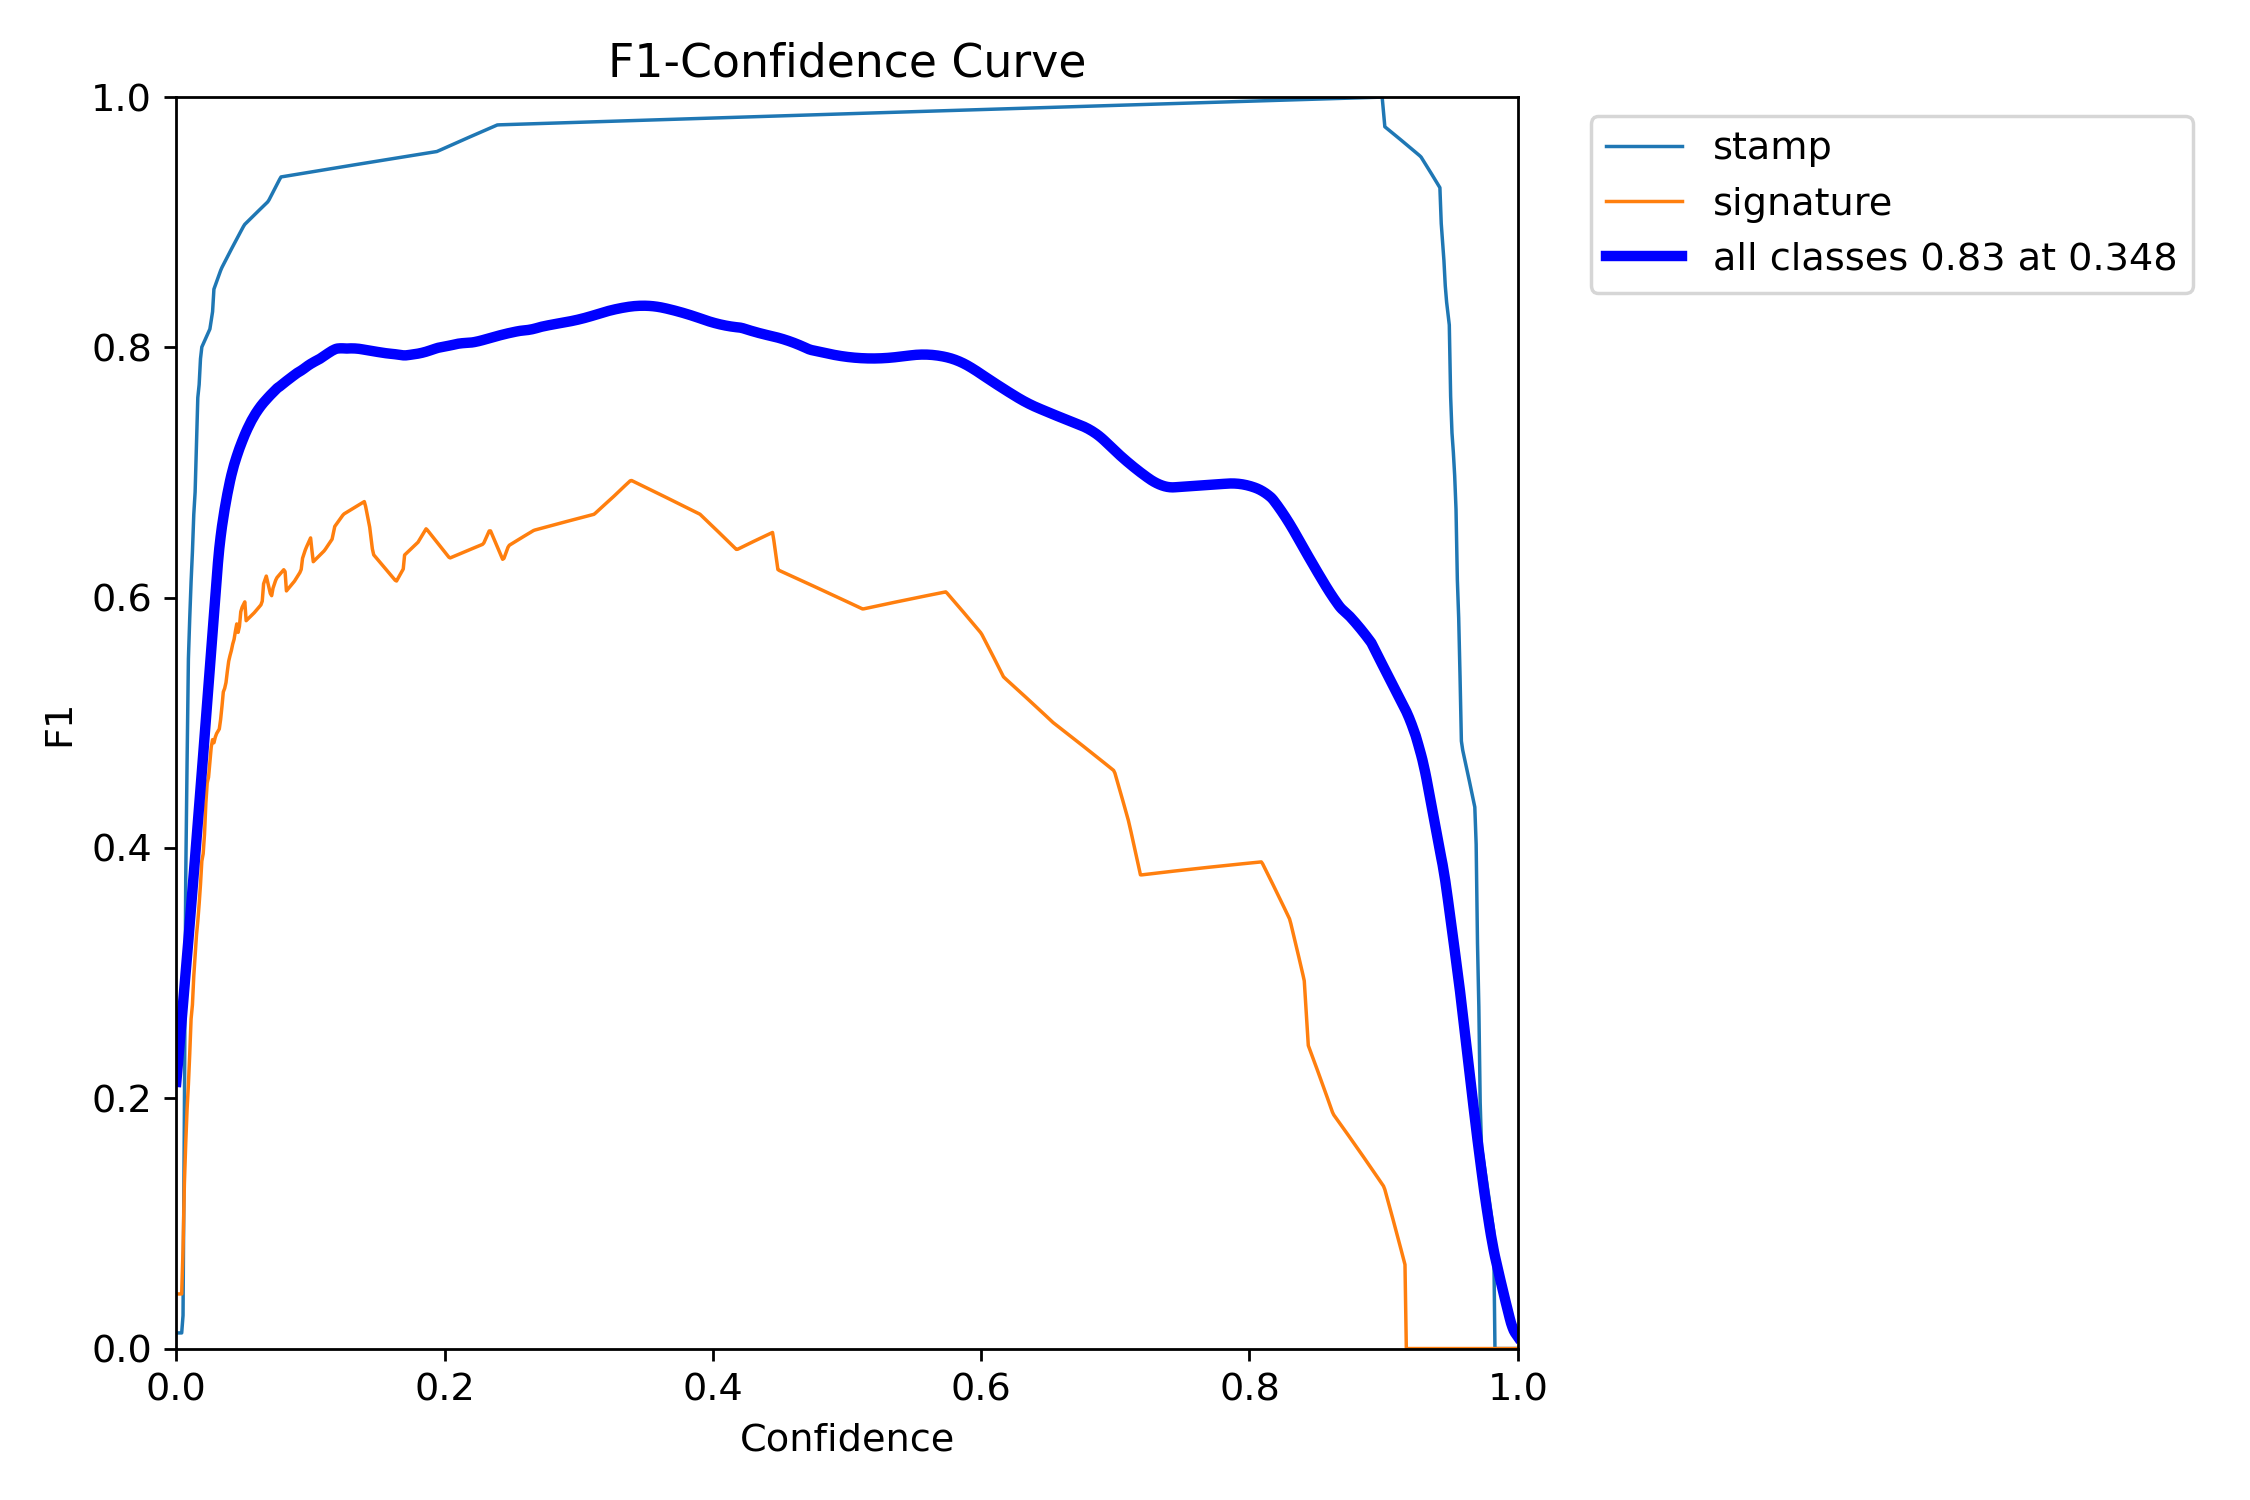 F1-Confidence Curve
1.0
0.8
0.6
0.4
0.2
0.0
F1
0.0 0.2 0.4 0.6 0.8 1.0
Confidence
stamp
signature
all classes 0.83 at 0.348